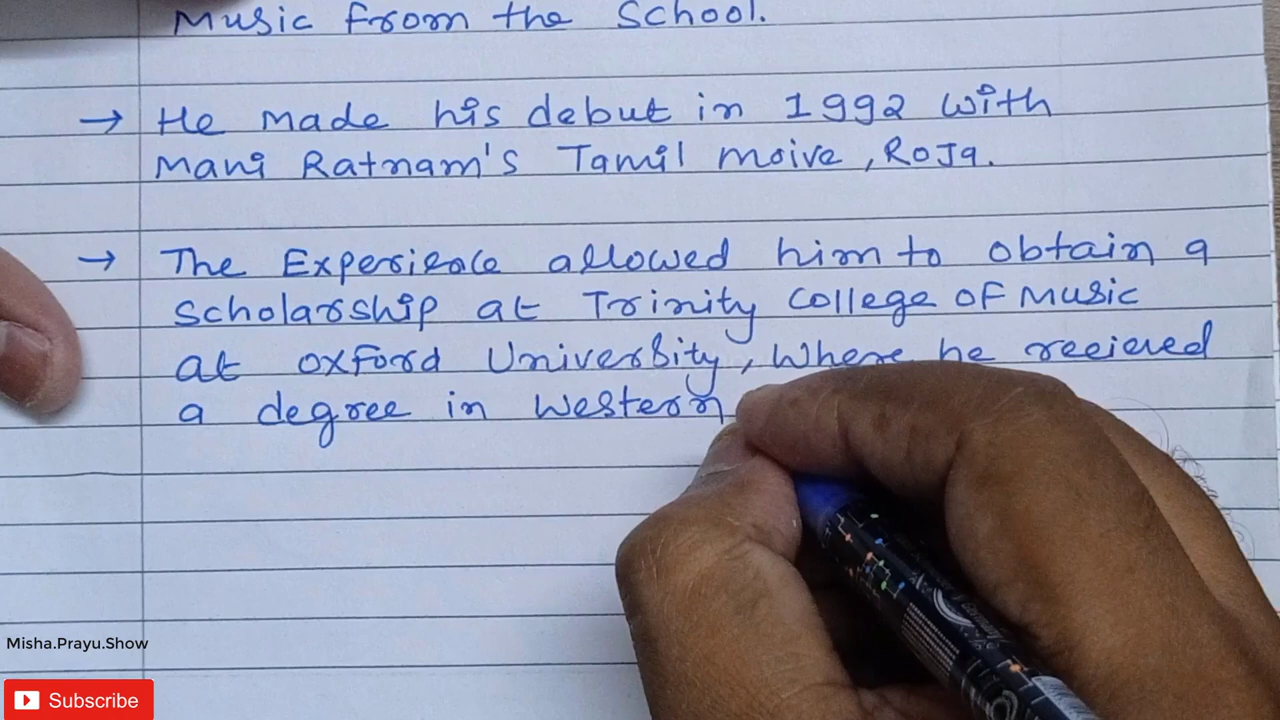 Music from the School.
→ He made his debut in 1992 with
Mani Ratnam's Tamil moive, ROJa.
→ The Experience allowed him to obtain a
Scholarship at Trinity College OF Music
at oxford University, Where he receieved
a degree in Western
Misha.Prayu.Show
Subscribe